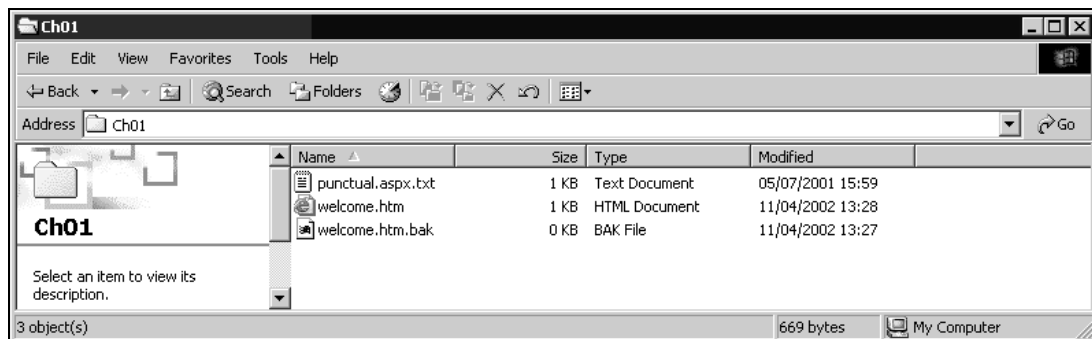 Ch01
File Edit View Favorites Tools Help
Back Search Folders
Address Ch01 Go
Name Size Type Modified
punctual.aspx.txt 1 KB Text Document 05/07/2001 15:59
welcome.htm 1 KB HTML Document 11/04/2002 13:28
welcome.htm.bak 0 KB BAK File 11/04/2002 13:27
Ch01
Select an item to view its
description.
3 object(s) 669 bytes My Computer